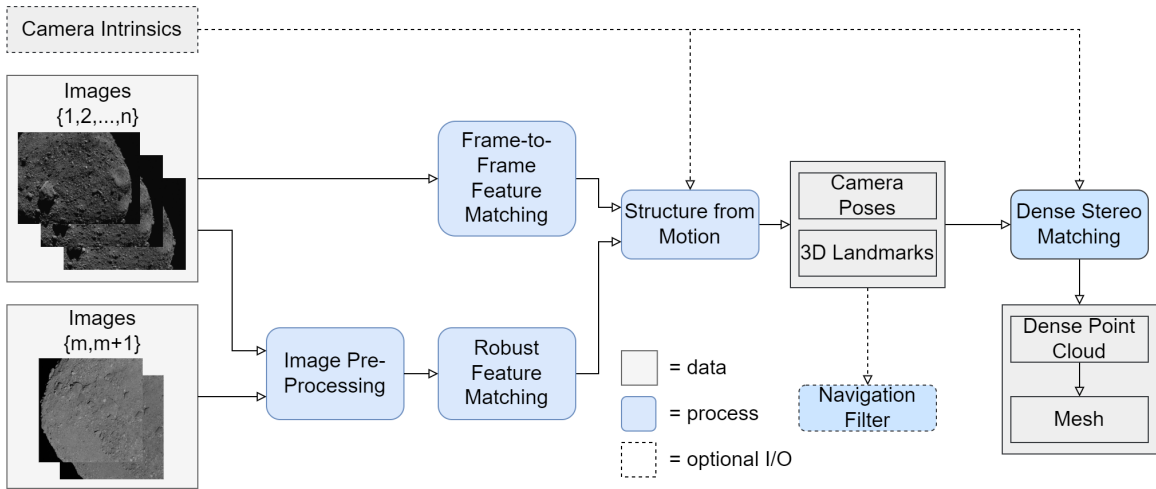 Camera Intrinsics
Images
{1,2,...,n}
Frame-to-
Frame
Feature
Matching
Structure from
Motion
Camera
Poses
3D Landmarks
Dense Stereo
Matching
Images
{m,m+1}
Image Pre-
Processing
Robust
Feature
Matching
= data
= process
= optional I/O
Navigation
Filter
Dense Point
Cloud
Mesh